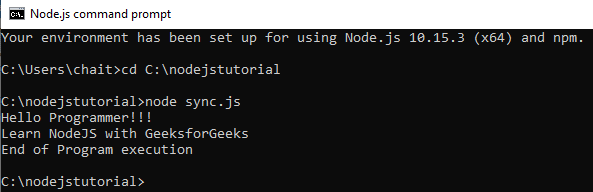 Node.js command prompt
Your environment has been set up for using Node.js 10.15.3 (x64) and npm.
C:\Users\chait>cd C:\nodejstutorial
C:\nodejstutorial>node sync.js
Hello Programmer!!!
Learn NodeJS with GeeksforGeeks
End of Program execution
C:\nodejstutorial>